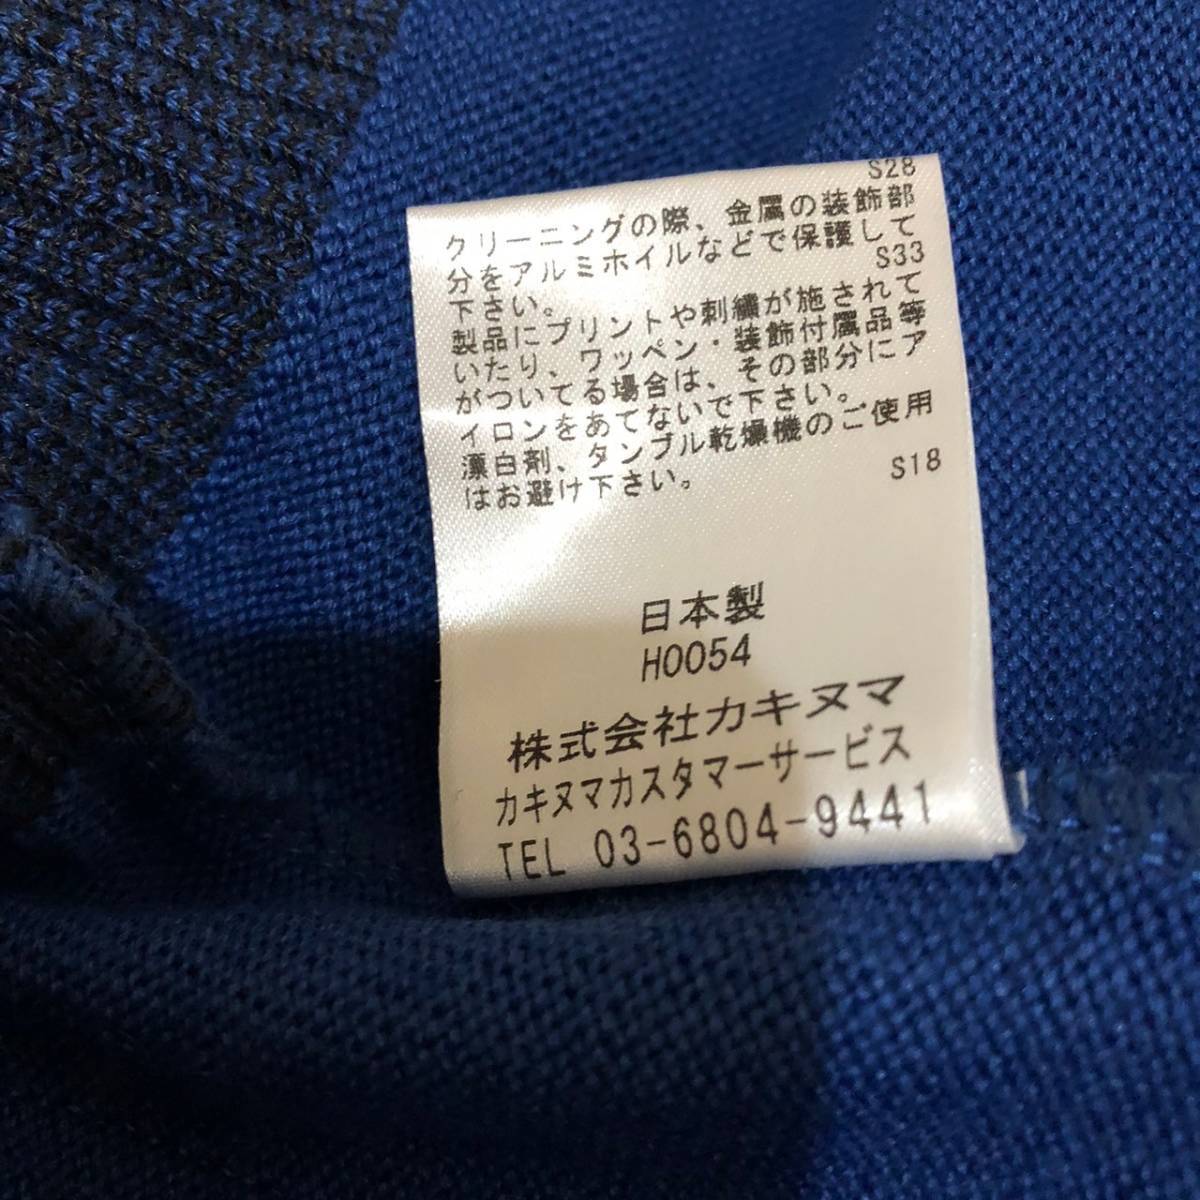 S28
クリーニングの際、金属の装飾部
分をアルミホイルなどで保護して
下さい。
S33
製品にプリントや刺繍が施されて
いたり、ワッペン・装飾付属品等
がついてる場合は、その部分にア
イロンをあてないで下さい。
漂白剤、タンブル乾燥機のご使用
はお避け下さい。
S18
日本製
H0054
株式会社カキヌマ
カキヌマカスタマーサービス
TEL 03-6804-9441